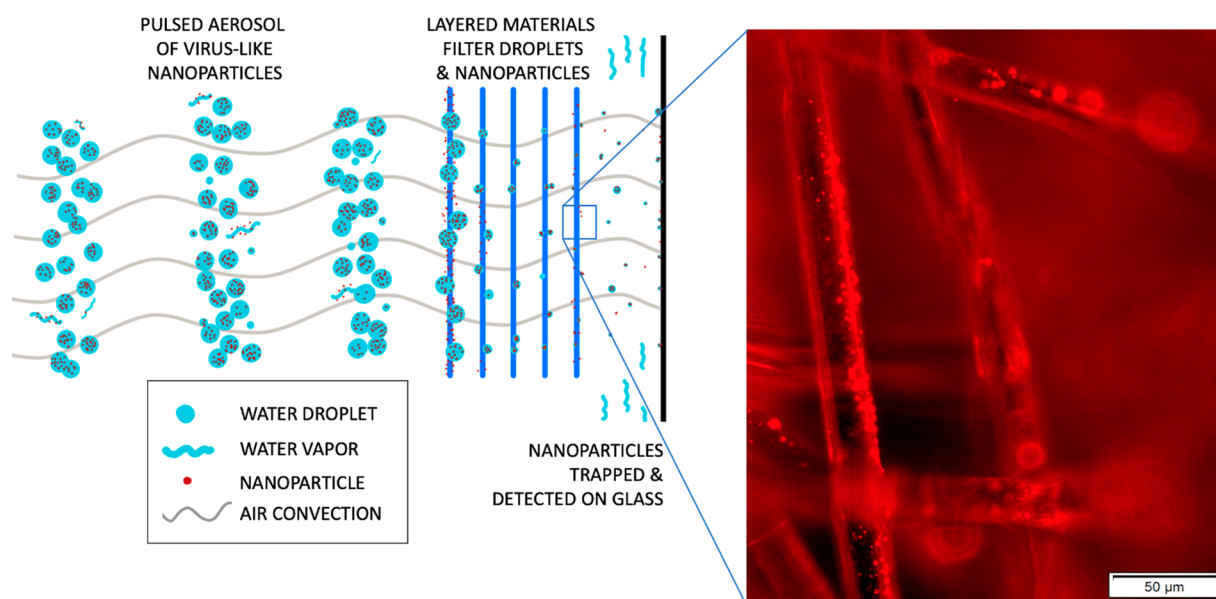 PULSED AEROSOL
OF VIRUS-LIKE
NANOPARTICLES
LAYERED MATERIALS
FILTER DROPLETS
& NANOPARTICLES
WATER DROPLET
WATER VAPOR
NANOPARTICLE
AIR CONVECTION
NANOPARTICLES
TRAPPED &
DETECTED ON GLASS
50 µm